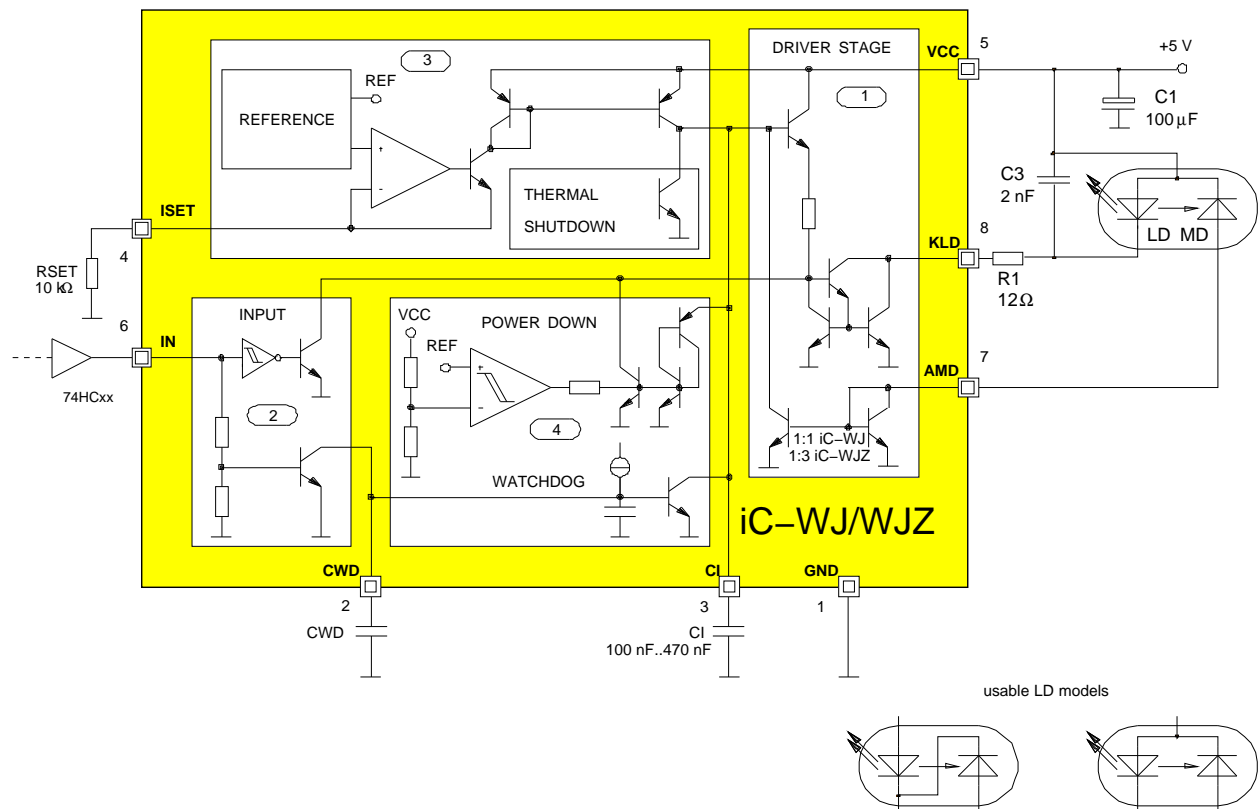 DRIVER STAGE
VCC
5
+5 V
3
REF
1
C1
100 µF
REFERENCE
+
-
C3
2 nF
THERMAL
SHUTDOWN
ISET
4
KLD
8
LD MD
RSET
10 kΩ
R1
12Ω
6
IN
INPUT
VCC
POWER DOWN
REF
+
-
7
AMD
74HCxx
2
4
1:1 iC-WJ
1:3 iC-WJZ
WATCHDOG
iC-WJ/WJZ
CWD
CI
GND
2
3
1
CWD
CI
100 nF..470 nF
usable LD models